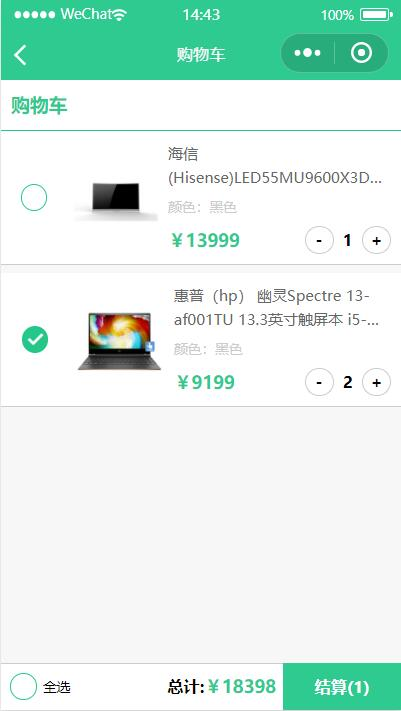 WeChat 14:43 100%
购物车
购物车
海信
(Hisense)LED55MU9600X3D...
颜色：黑色
￥13999 - 1 +
惠普（hp） 幽灵Spectre 13-
af001TU 13.3英寸触屏本 i5-...
颜色：黑色
￥9199 - 2 +
全选 总计:￥18398 结算(1)